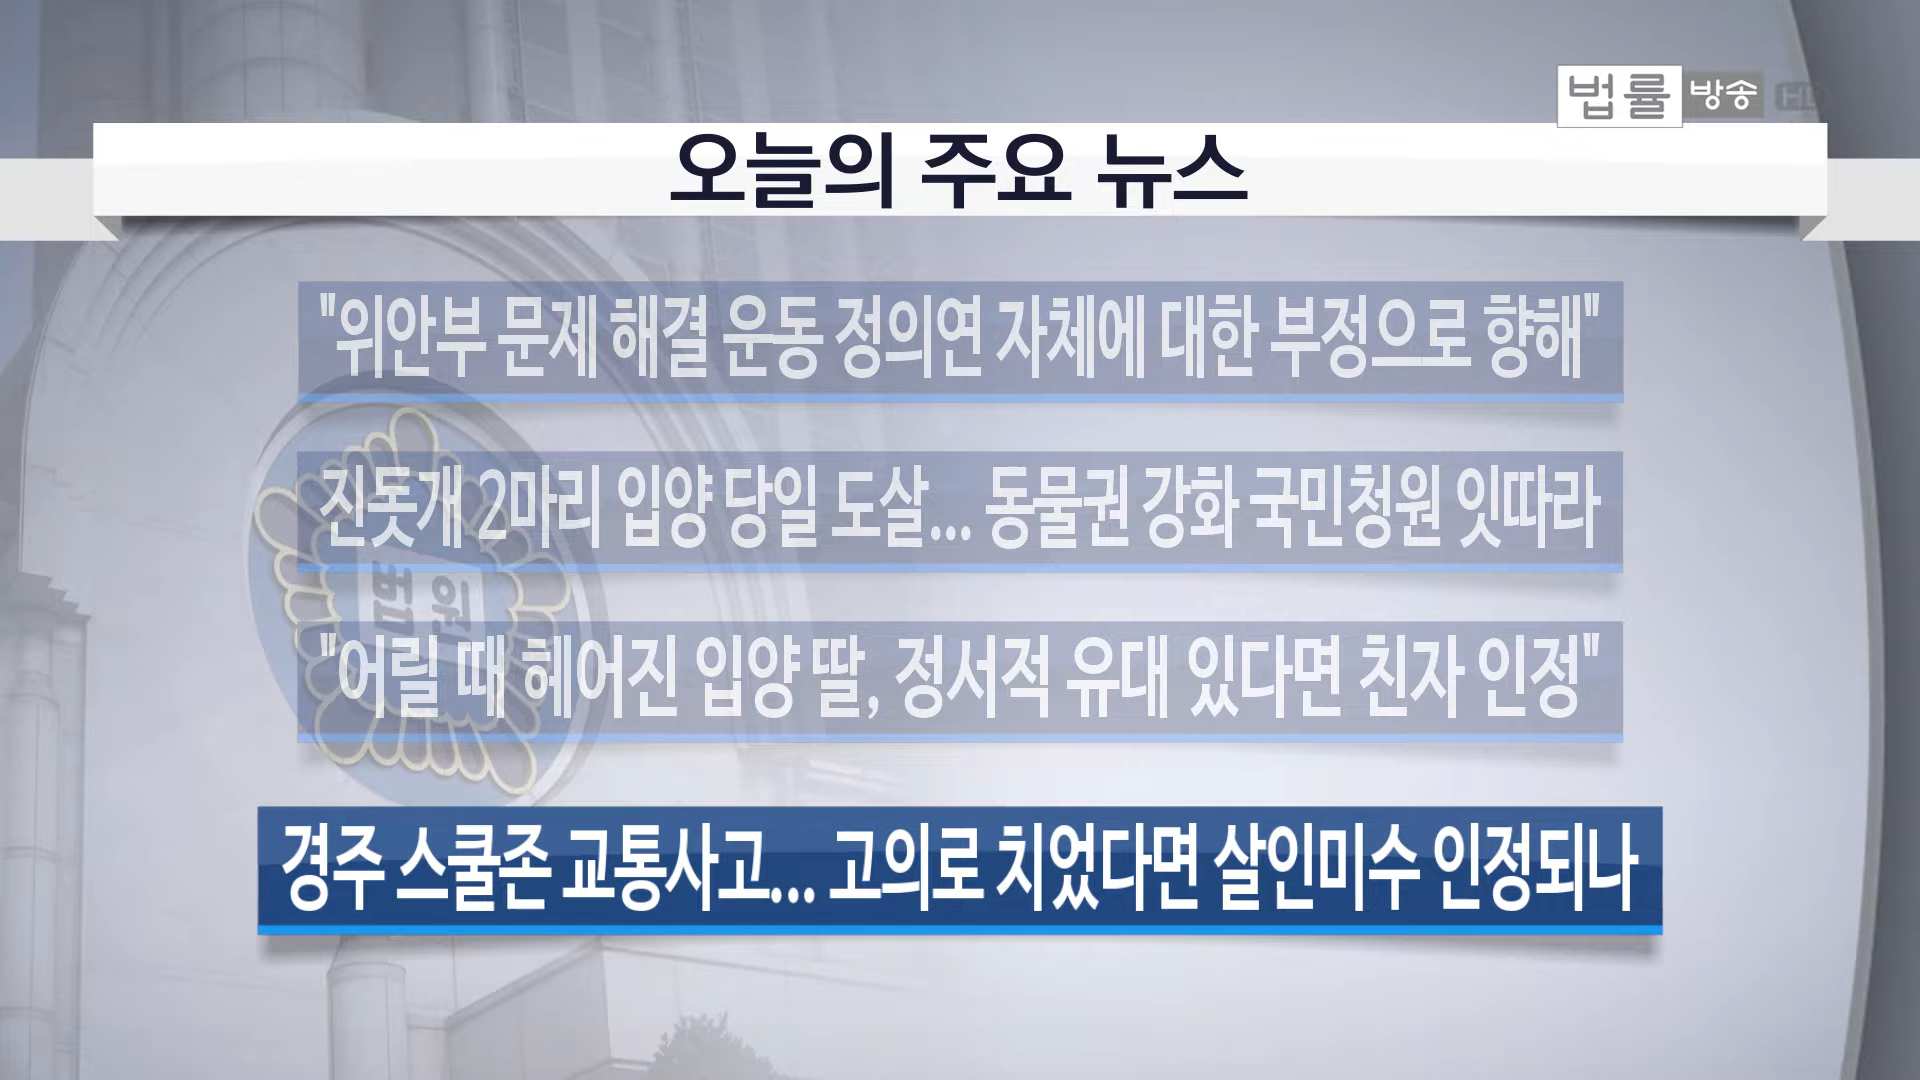 법률방송 HD
오늘의 주요 뉴스
"위안부 문제 해결 운동 정의연 자체에 대한 부정으로 향해"
진돗개 2마리 입양 당일 도살... 동물권 강화 국민청원 잇따라
법원
"어릴 때 헤어진 입양 딸, 정서적 유대 있다면 친자 인정"
경주 스쿨존 교통사고... 고의로 치었다면 살인미수 인정되나